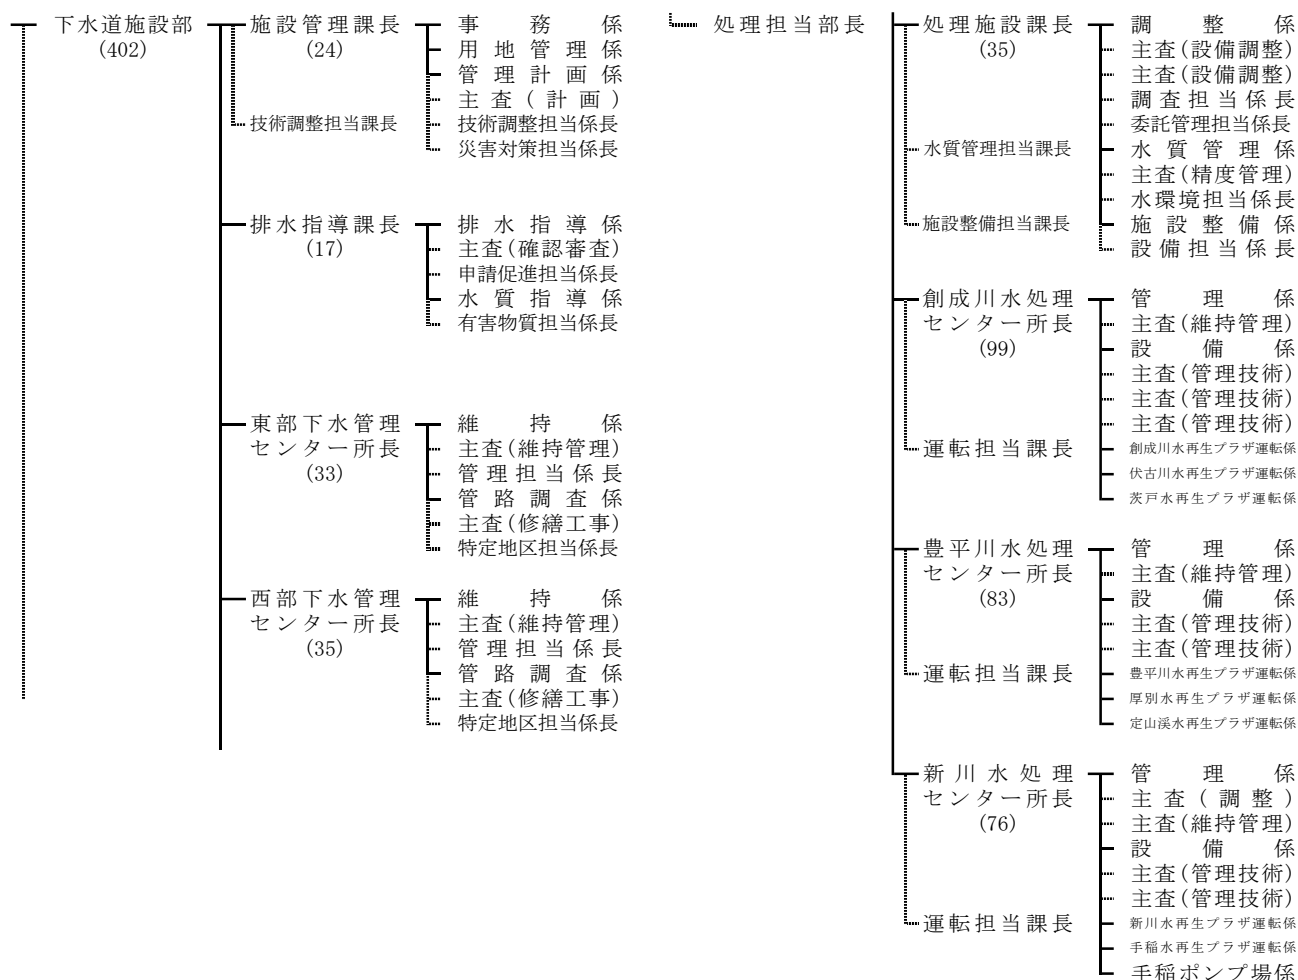 下水道施設部
(402)
施設管理課長
(24)
事務係
用地管理係
管理計画係
主査(計画)
技術調整担当課長
技術調整担当係長
災害対策担当係長
排水指導課長
(17)
排水指導係
主査(確認審査)
申請促進担当係長
水質指導係
有害物質担当係長
東部下水管理
センター所長
(33)
維持係
主査(維持管理)
管理担当係長
管路調査係
主査(修繕工事)
特定地区担当係長
西部下水管理
センター所長
(35)
維持係
主査(維持管理)
管理担当係長
管路調査係
主査(修繕工事)
特定地区担当係長
処理担当部長
処理施設課長
(35)
調整係
主査(設備調整)
主査(設備調整)
調査担当係長
委託管理担当係長
水質管理担当課長
水質管理係
主査(精度管理)
水環境担当係長
施設整備担当課長
施設整備係
設備担当係長
創成川水処理
センター所長
(99)
管理係
主査(維持管理)
設備係
主査(管理技術)
主査(管理技術)
主査(管理技術)
運転担当課長
創成川水再生プラザ運転係
伏古川水再生プラザ運転係
茨戸水再生プラザ運転係
豊平川水処理
センター所長
(83)
管理係
主査(維持管理)
設備係
主査(管理技術)
主査(管理技術)
運転担当課長
豊平川水再生プラザ運転係
厚別水再生プラザ運転係
定山渓水再生プラザ運転係
新川水処理
センター所長
(76)
管理係
主査(調整)
主査(維持管理)
設備係
主査(管理技術)
主査(管理技術)
運転担当課長
新川水再生プラザ運転係
手稲水再生プラザ運転係
手稲ポンプ場係